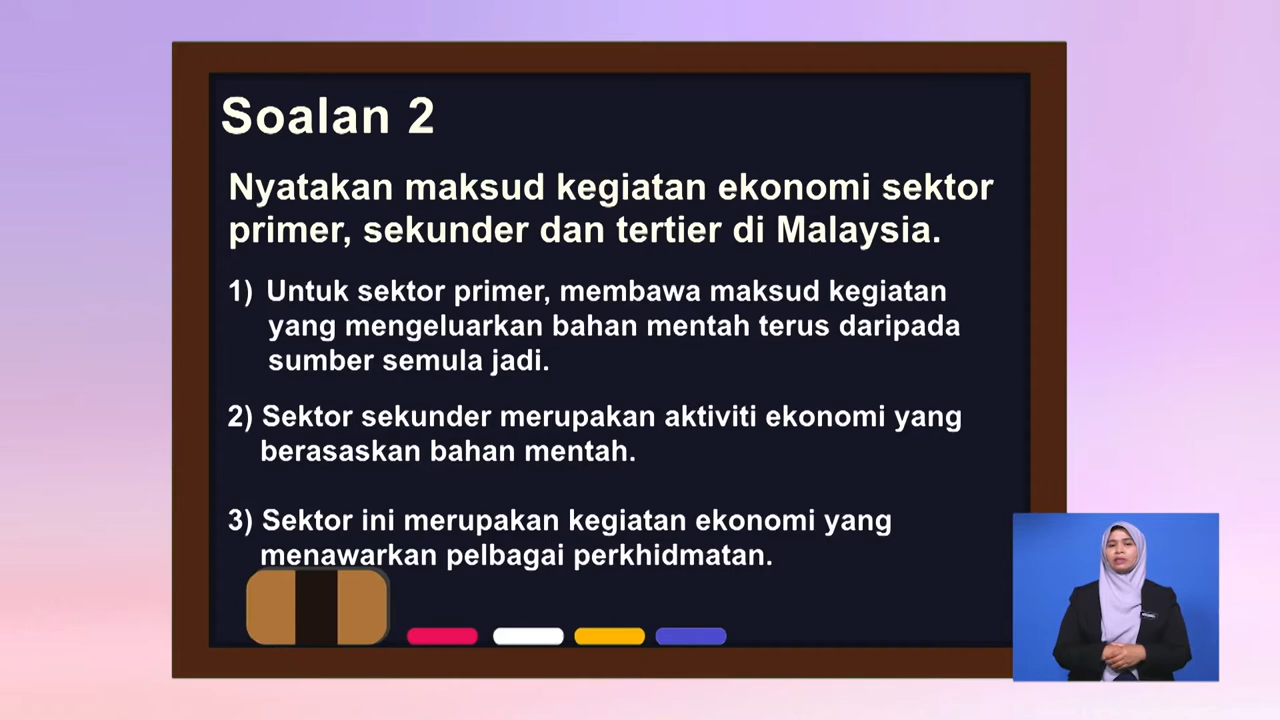 Soalan 2
Nyatakan maksud kegiatan ekonomi sektor
primer, sekunder dan tertier di Malaysia.
1) Untuk sektor primer, membawa maksud kegiatan
yang mengeluarkan bahan mentah terus daripada
sumber semula jadi.
2) Sektor sekunder merupakan aktiviti ekonomi yang
berasaskan bahan mentah.
3) Sektor ini merupakan kegiatan ekonomi yang
menawarkan pelbagai perkhidmatan.